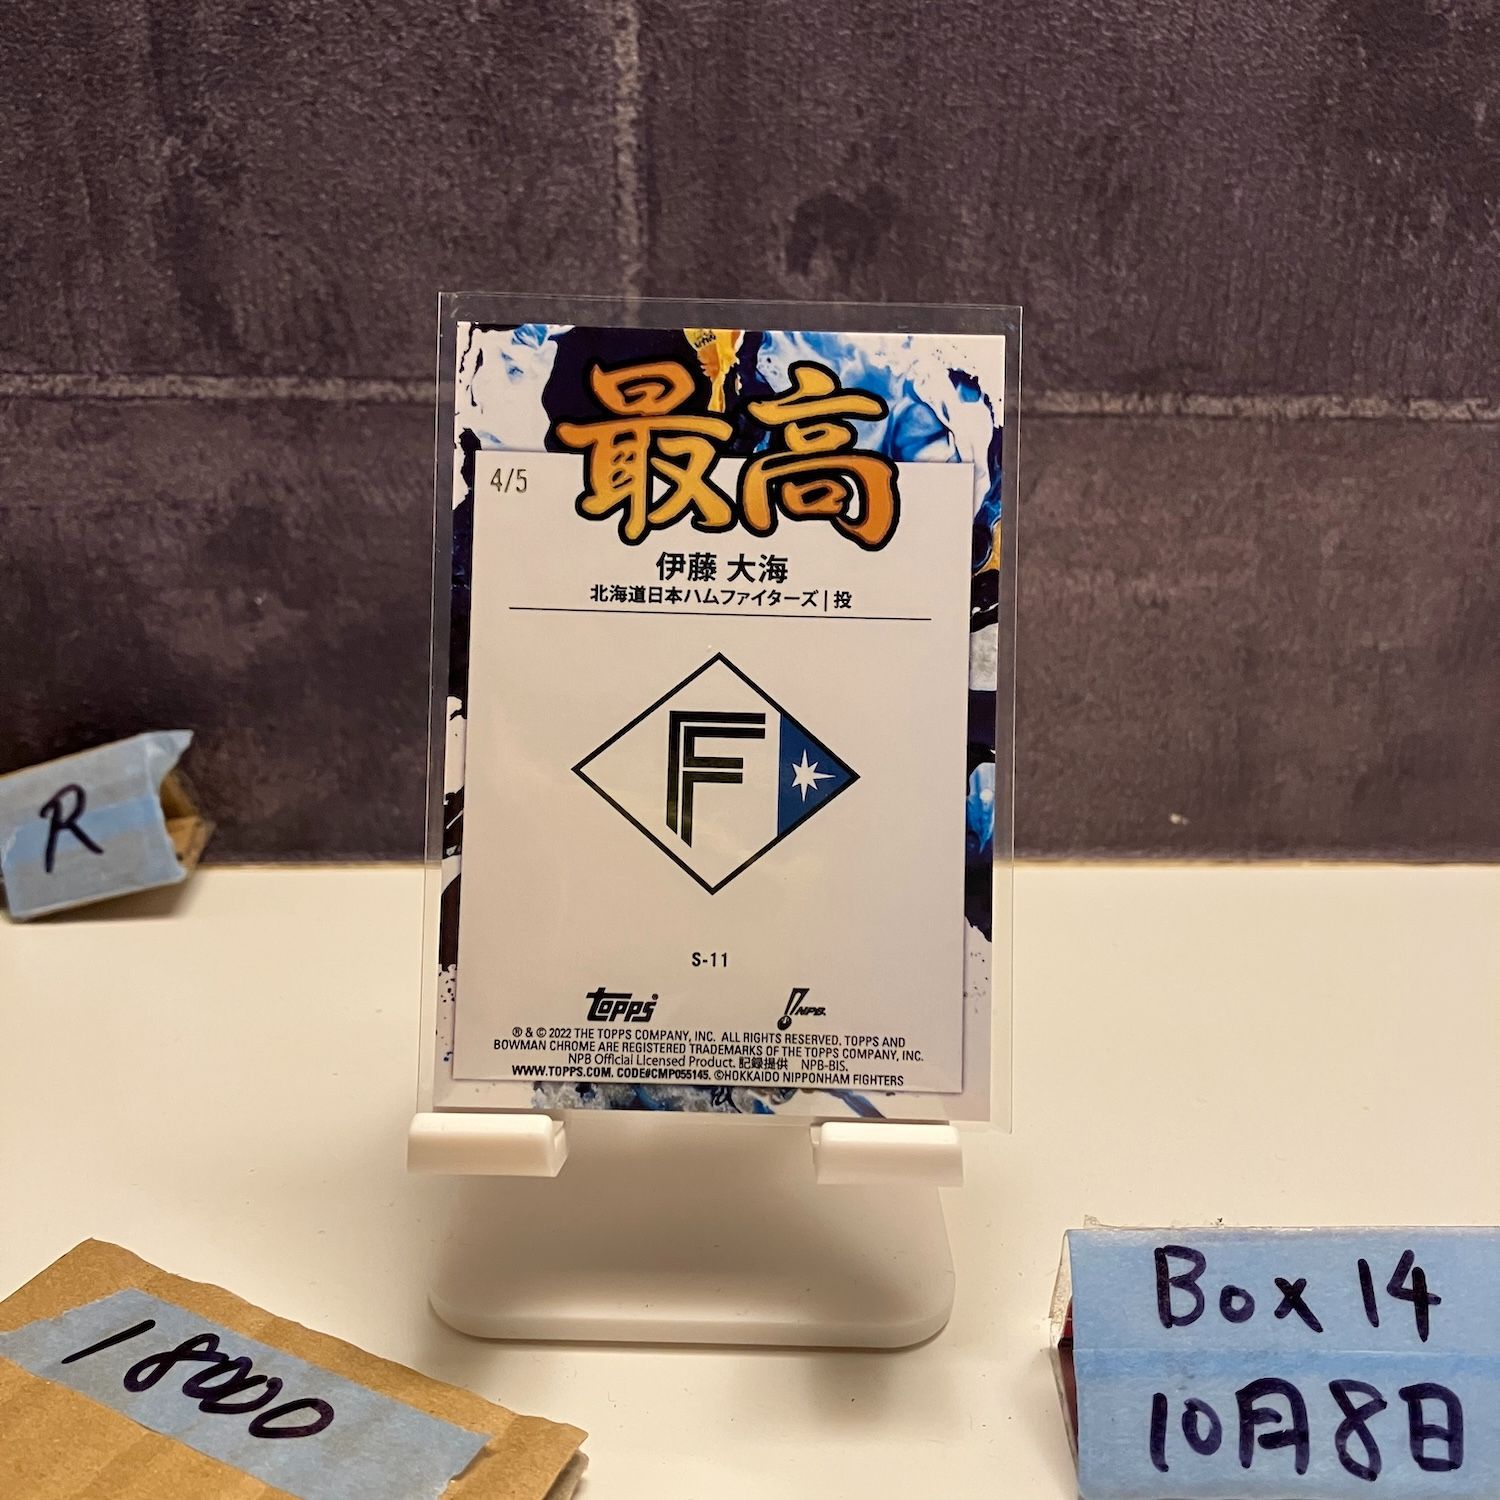 最高
4/5
伊藤 大海
北海道日本ハムファイターズ | 投
F
S-11
topps
NPB.
® & © 2022 THE TOPPS COMPANY, INC. ALL RIGHTS RESERVED. TOPPS AND
BOWMAN CHROME ARE REGISTERED TRADEMARKS OF THE TOPPS COMPANY, INC.
NPB Official Licensed Product. 記録提供 NPB-BIS.
WWW.TOPPS.COM. CODE#CMP055145. ©HOKKAIDO NIPPONHAM FIGHTERS
R
18000
Box 14
10月8日